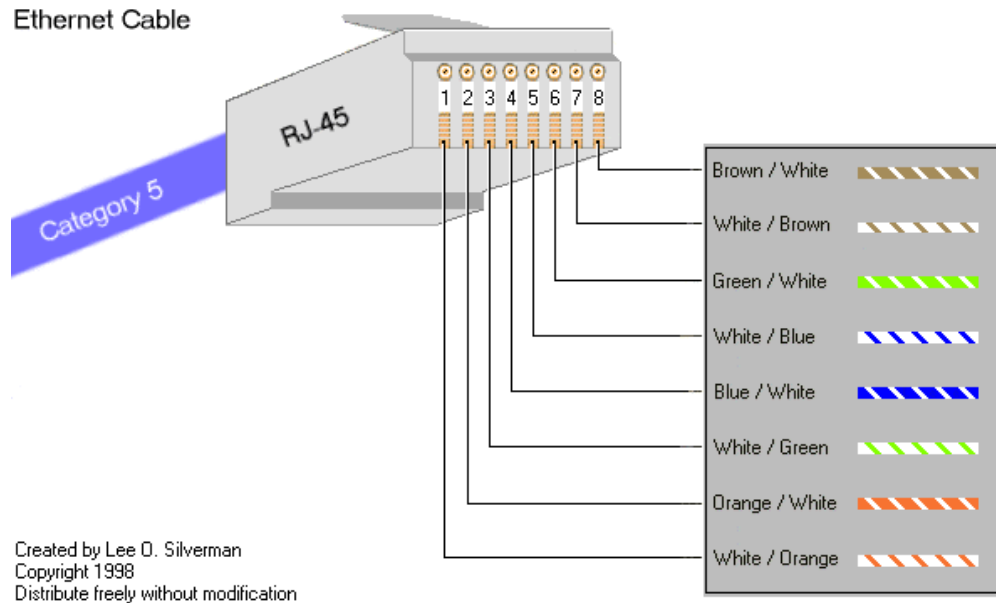 Ethernet Cable
RJ-45
1 2 3 4 5 6 7 8
Category 5
Brown / White
White / Brown
Green / White
White / Blue
Blue / White
White / Green
Orange / White
White / Orange
Created by Lee O. Silverman
Copyright 1998
Distribute freely without modification